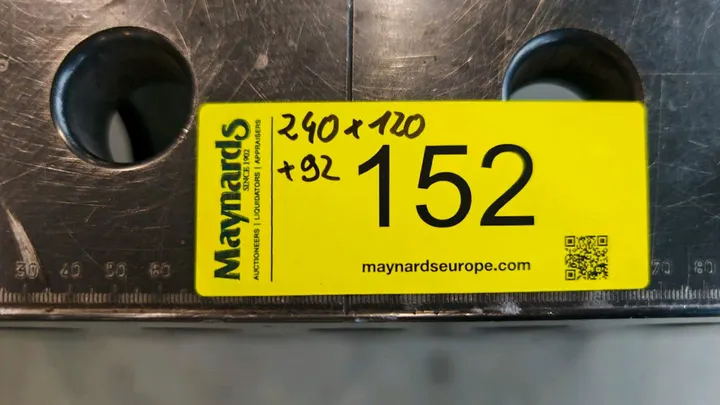 240 x 120
+ 92
152
Maynards
SINCE 1902
AUCTIONEERS | LIQUIDATORS | APPRAISERS
maynardseurope.com
30 40 50 60
70 80